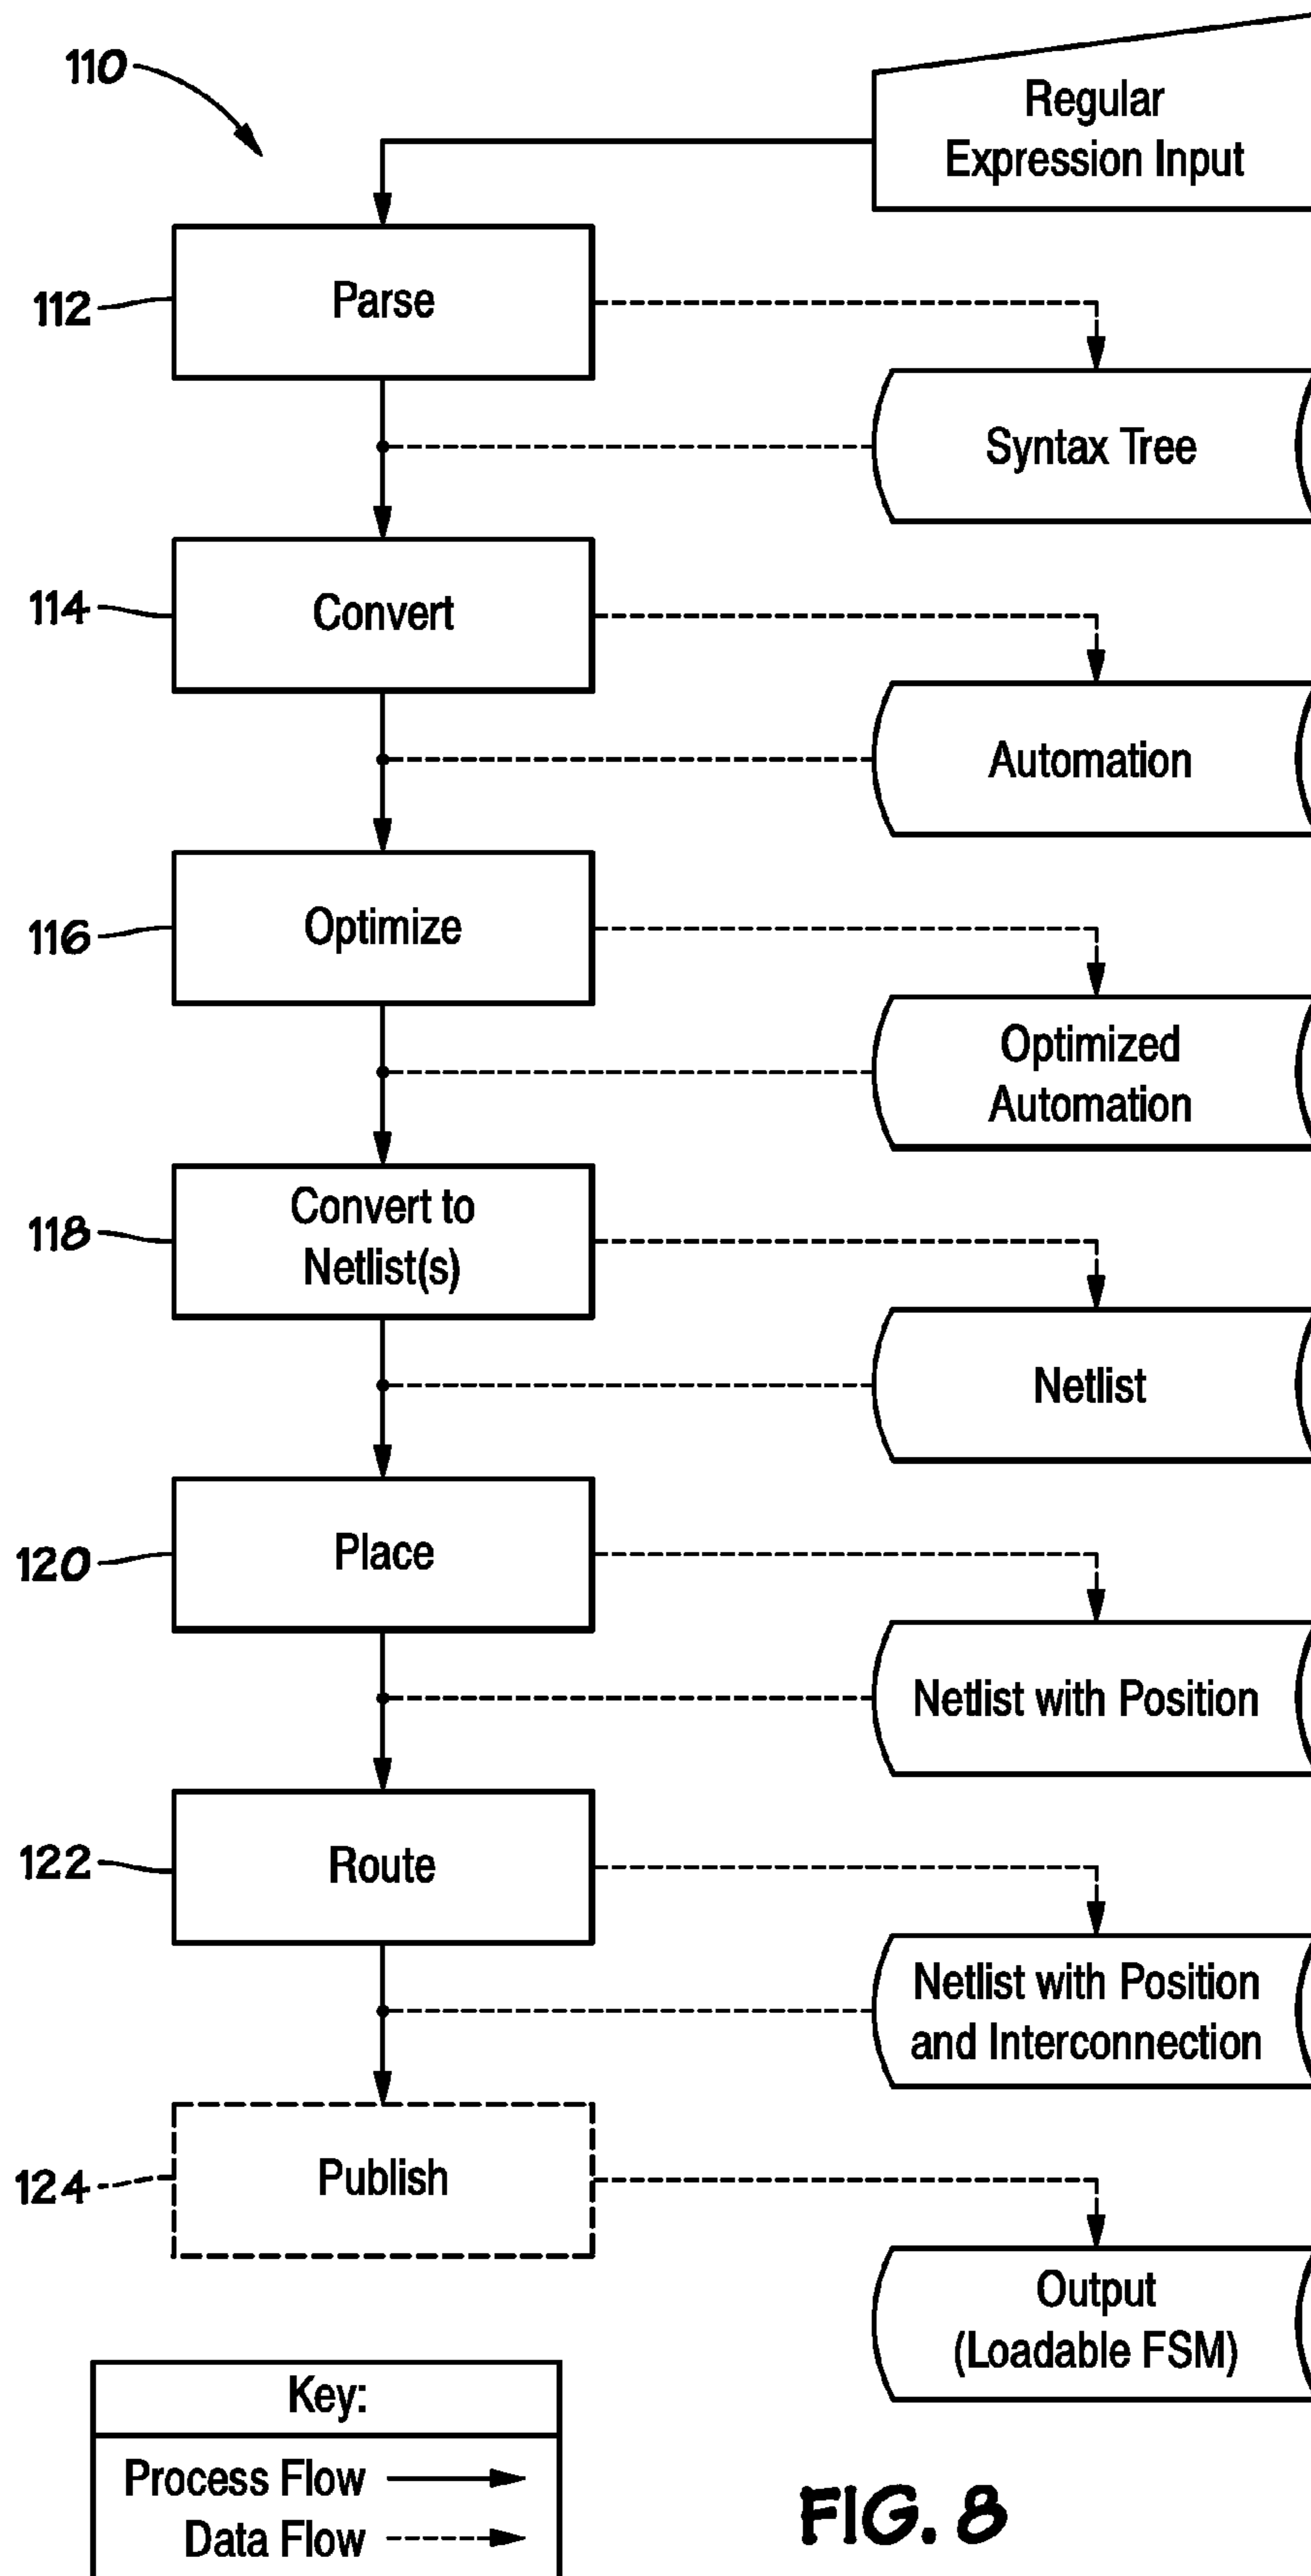 110
Regular
Expression Input
112
Parse
Syntax Tree
114
Convert
Automation
116
Optimize
Optimized
Automation
118
Convert to
Netlist(s)
Netlist
120
Place
Netlist with Position
122
Route
Netlist with Position
and Interconnection
124
Publish
Output
(Loadable FSM)
Key:
Process Flow
Data Flow
FIG. 8